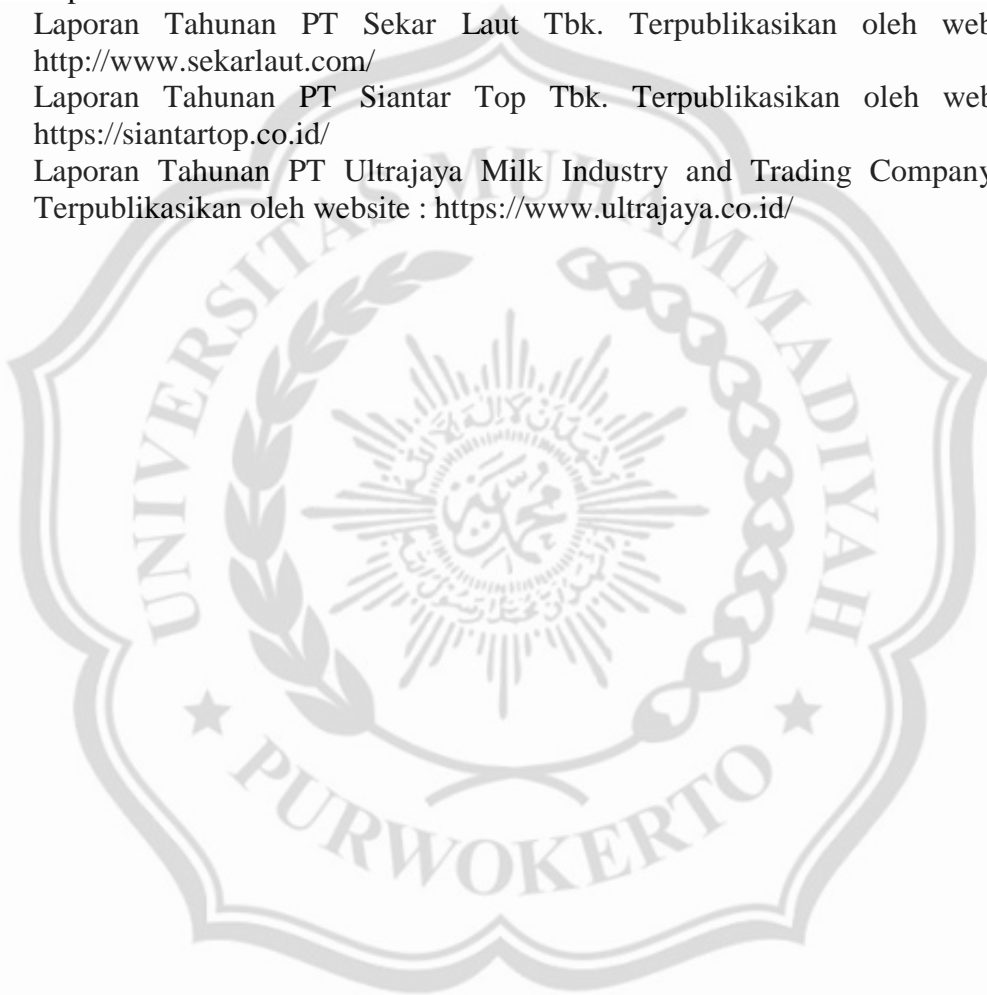 Laporan Tahunan PT Sekar Laut Tbk. Terpublikasikan oleh web
http://www.sekarlaut.com/
Laporan Tahunan PT Siantar Top Tbk. Terpublikasikan oleh web
https://siantartop.co.id/
Laporan Tahunan PT Ultrajaya Milk Industry and Trading Company
Terpublikasikan oleh website : https://www.ultrajaya.co.id/
UNIVERSITAS MUHAMMADIYAH
PURWOKERTO